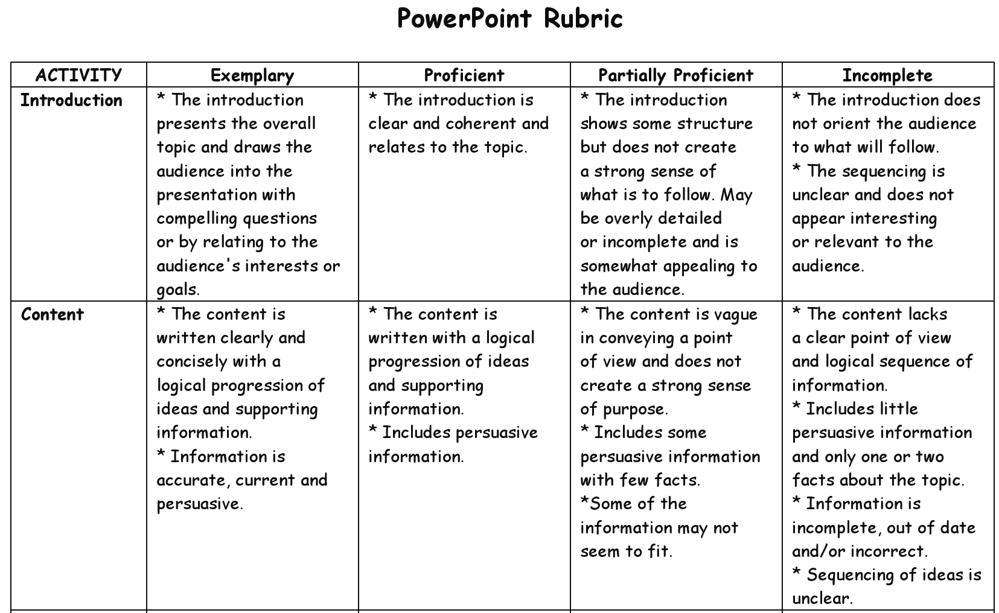 PowerPoint Rubric
ACTIVITY
Exemplary
Proficient
Partially Proficient
Incomplete
Introduction
* The introduction
presents the overall
topic and draws the
audience into the
presentation with
compelling questions
or by relating to the
audience's interests or
goals.
* The introduction is
clear and coherent and
relates to the topic.
* The introduction
shows some structure
but does not create
a strong sense of
what is to follow. May
be overly detailed
or incomplete and is
somewhat appealing to
the audience.
* The introduction does
not orient the audience
to what will follow.
* The sequencing is
unclear and does not
appear interesting
or relevant to the
audience.
Content
* The content is
written clearly and
concisely with a
logical progression of
ideas and supporting
information.
* Information is
accurate, current and
persuasive.
* The content is
written with a logical
progression of ideas
and supporting
information.
* Includes persuasive
information.
* The content is vague
in conveying a point
of view and does not
create a strong sense
of purpose.
* Includes some
persuasive information
with few facts.
*Some of the
information may not
seem to fit.
* The content lacks
a clear point of view
and logical sequence of
information.
* Includes little
persuasive information
and only one or two
facts about the topic.
* Information is
incomplete, out of date
and/or incorrect.
* Sequencing of ideas is
unclear.